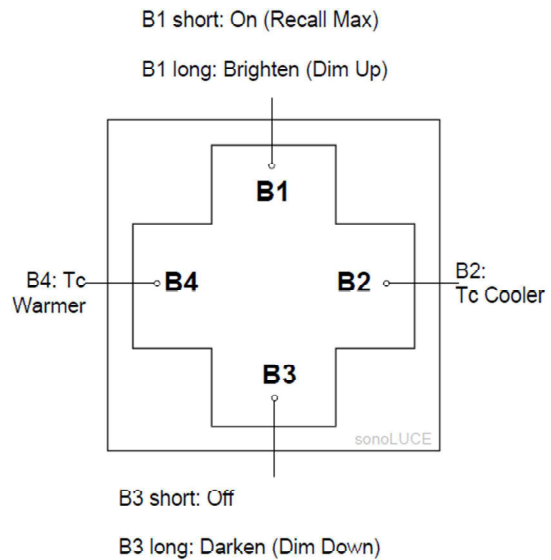 B1 short: On (Recall Max)
B1 long: Brighten (Dim Up)
B1
B4: Tc
Warmer
B4
B2
B2:
Tc Cooler
B3
sonoLUCE
B3 short: Off
B3 long: Darken (Dim Down)